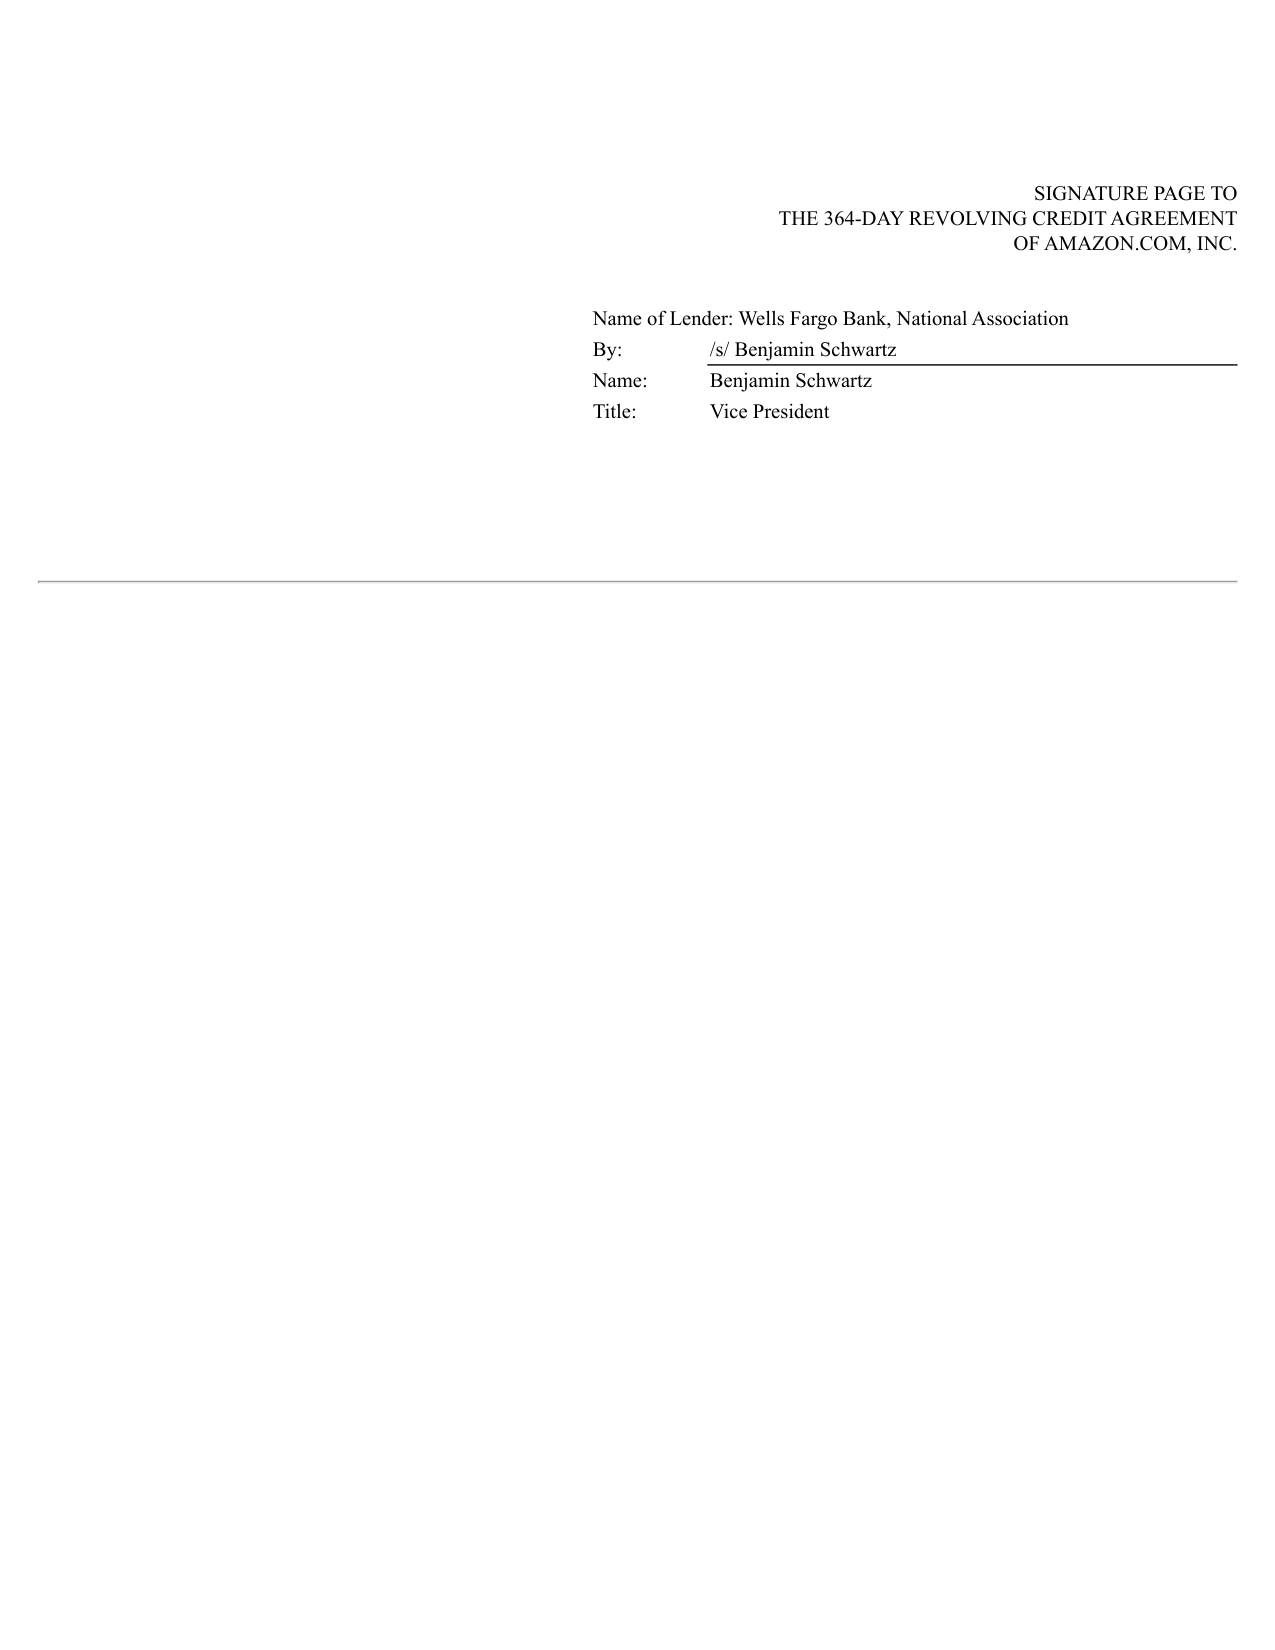 SIGNATURE PAGE TO
THE 364-DAY REVOLVING CREDIT AGREEMENT
OF AMAZON.COM, INC.
Name of Lender: Wells Fargo Bank, National Association
By: /s/ Benjamin Schwartz
Name: Benjamin Schwartz
Title: Vice President